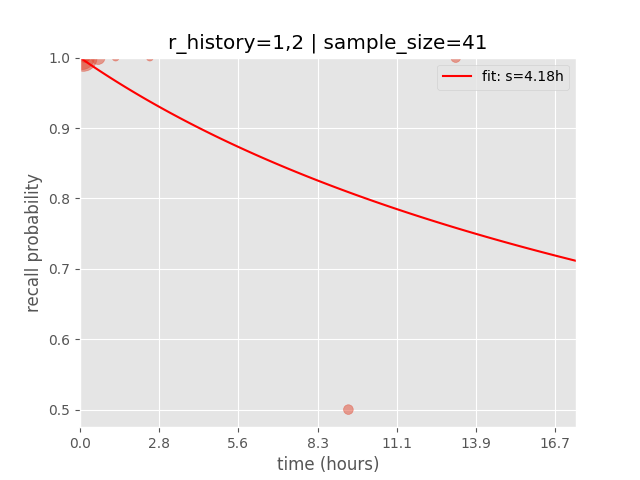 r_history=1,2 | sample_size=41
fit: s=4.18h
recall probability
1.0
0.9
0.8
0.7
0.6
0.5
0.0 2.8 5.6 8.3 11.1 13.9 16.7
time (hours)